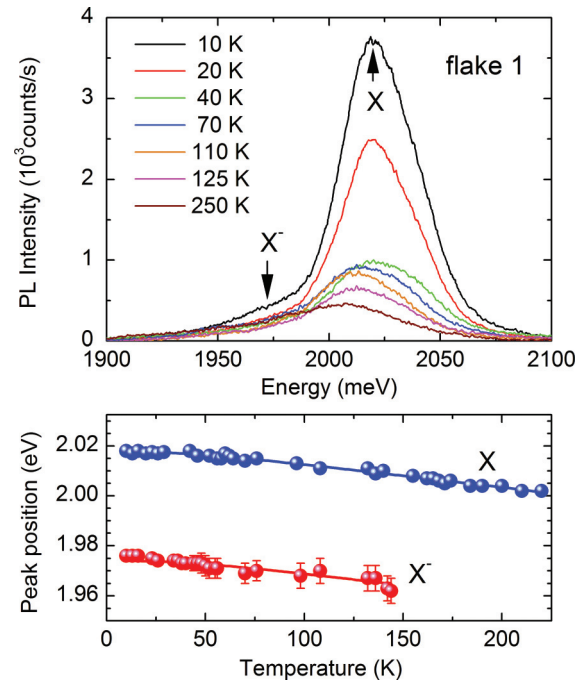 4
3
2
1
0
PL Intensity (10³counts/s)
10 K
20 K
40 K
70 K
110 K
125 K
250 K
flake 1
X
X⁻
1900 1950 2000 2050 2100
Energy (meV)
2.02
2.00
1.98
1.96
Peak position (eV)
X
X⁻
0 50 100 150 200
Temperature (K)